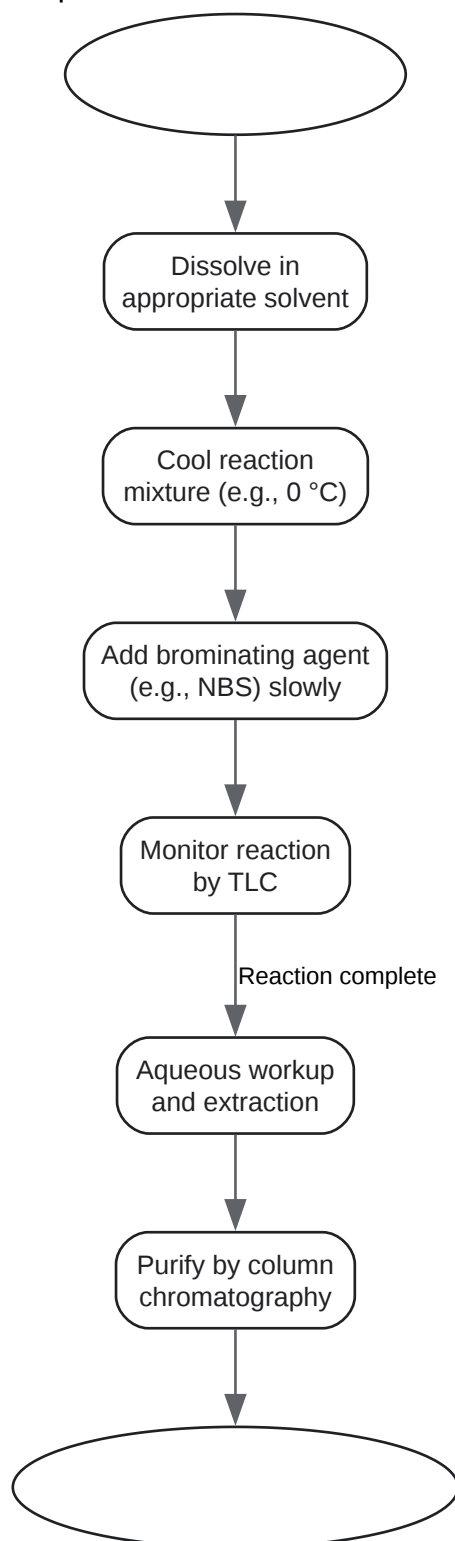 Dissolve in
appropriate solvent
Cool reaction
mixture (e.g., 0 °C)
Add brominating agent
(e.g., NBS) slowly
Monitor reaction
by TLC
Reaction complete
Aqueous workup
and extraction
Purify by column
chromatography